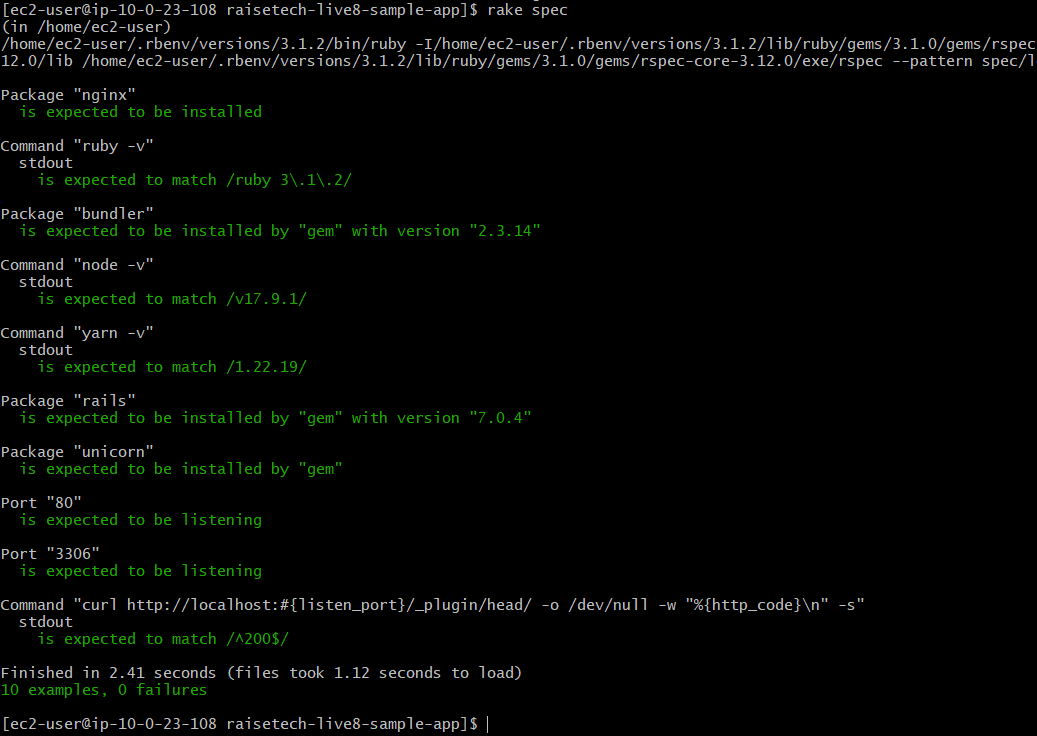 [ec2-user@ip-10-0-23-108 raisetech-live8-sample-app]$ rake spec
(in /home/ec2-user)
/home/ec2-user/.rbenv/versions/3.1.2/bin/ruby -I/home/ec2-user/.rbenv/versions/3.1.2/lib/ruby/gems/3.1.0/gems/rspec
12.0/lib /home/ec2-user/.rbenv/versions/3.1.2/lib/ruby/gems/3.1.0/gems/rspec-core-3.12.0/exe/rspec --pattern spec/l
Package "nginx"
is expected to be installed
Command "ruby -v"
stdout
is expected to match /ruby 3\.1\.2/
Package "bundler"
is expected to be installed by "gem" with version "2.3.14"
Command "node -v"
stdout
is expected to match /v17.9.1/
Command "yarn -v"
stdout
is expected to match /1.22.19/
Package "rails"
is expected to be installed by "gem" with version "7.0.4"
Package "unicorn"
is expected to be installed by "gem"
Port "80"
is expected to be listening
Port "3306"
is expected to be listening
Command "curl http://localhost:#{listen_port}/_plugin/head/ -o /dev/null -w "%{http_code}\n" -s"
stdout
is expected to match /^200$/
Finished in 2.41 seconds (files took 1.12 seconds to load)
10 examples, 0 failures
[ec2-user@ip-10-0-23-108 raisetech-live8-sample-app]$